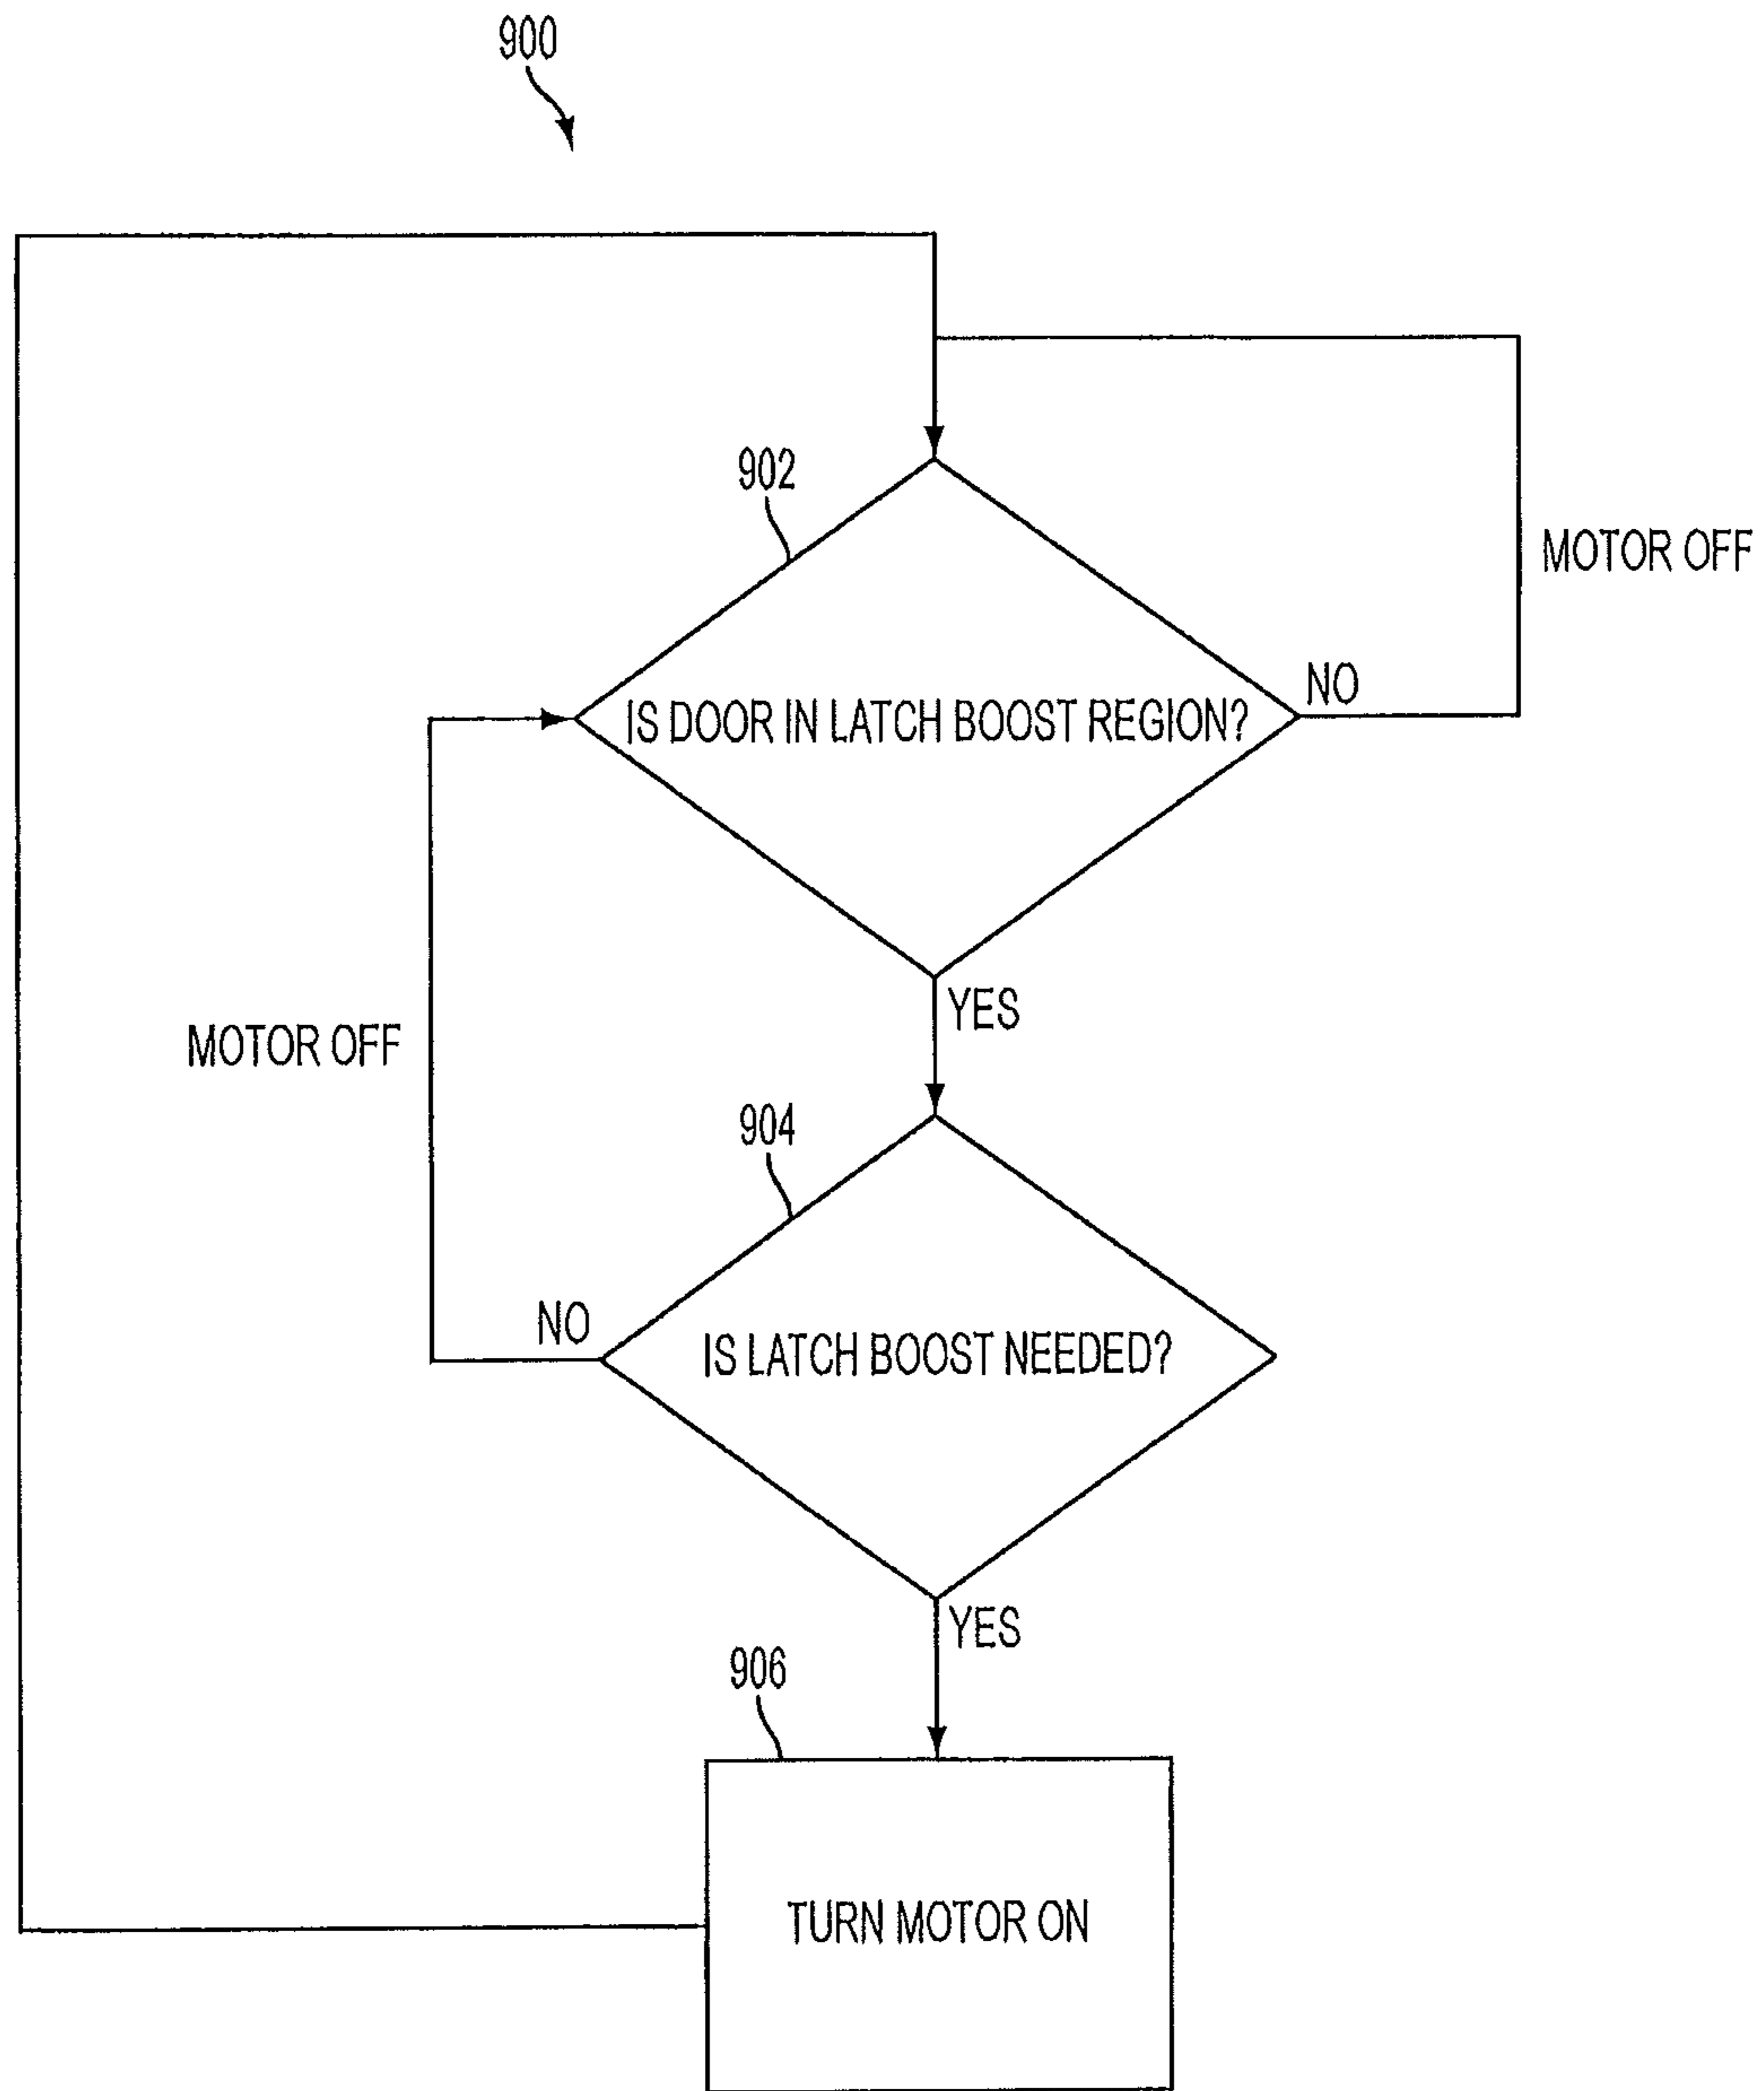 900
902
MOTOR OFF
NO
IS DOOR IN LATCH BOOST REGION?
YES
MOTOR OFF
904
NO
IS LATCH BOOST NEEDED?
YES
906
TURN MOTOR ON